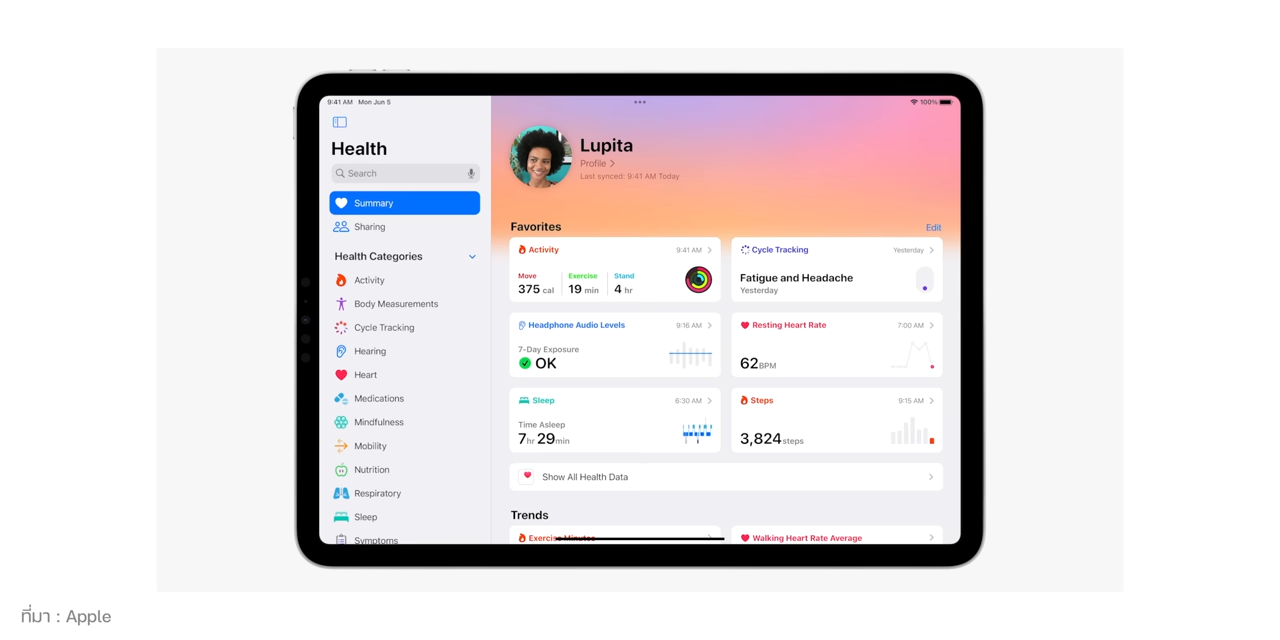 9:41 AM Mon Jun 5
100%
Health
Search
Summary
Sharing
Health Categories
Activity
Body Measurements
Cycle Tracking
Hearing
Heart
Medications
Mindfulness
Mobility
Nutrition
Respiratory
Sleep
Symptoms
Lupita
Profile
Last synced: 9:41 AM Today
Favorites
Edit
Activity 9:41 AM
Move Exercise Stand
375 cal 19 min 4 hr
Cycle Tracking Yesterday
Fatigue and Headache
Yesterday
Headphone Audio Levels 9:16 AM
7-Day Exposure
OK
Resting Heart Rate 7:00 AM
62 BPM
Sleep 6:30 AM
Time Asleep
7 hr 29 min
Steps 9:15 AM
3,824 steps
Show All Health Data
Trends
Exercise Minutes
Walking Heart Rate Average
ที่มา : Apple